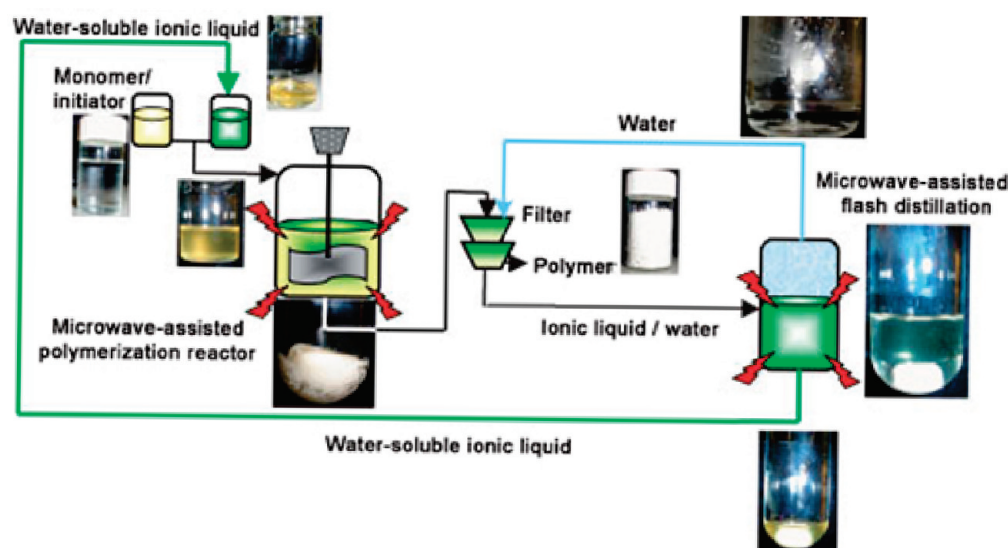 Water-soluble ionic liquid
Monomer/
initiator
Water
Microwave-assisted
flash distillation
Filter
Polymer
Ionic liquid / water
Microwave-assisted
polymerization reactor
Water-soluble ionic liquid